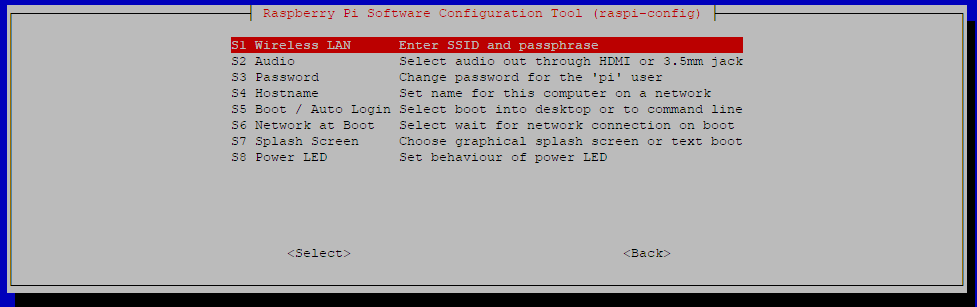 Raspberry Pi Software Configuration Tool (raspi-config)
S1 Wireless LAN Enter SSID and passphrase
S2 Audio Select audio out through HDMI or 3.5mm jack
S3 Password Change password for the 'pi' user
S4 Hostname Set name for this computer on a network
S5 Boot / Auto Login Select boot into desktop or to command line
S6 Network at Boot Select wait for network connection on boot
S7 Splash Screen Choose graphical splash screen or text boot
S8 Power LED Set behaviour of power LED
<Select> <Back>